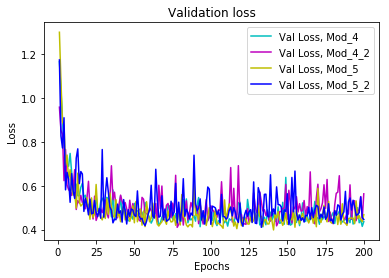 Validation loss
Val Loss, Mod_4
Val Loss, Mod_4_2
Val Loss, Mod_5
Val Loss, Mod_5_2
Loss
1.2
1.0
0.8
0.6
0.4
0 25 50 75 100 125 150 175 200
Epochs